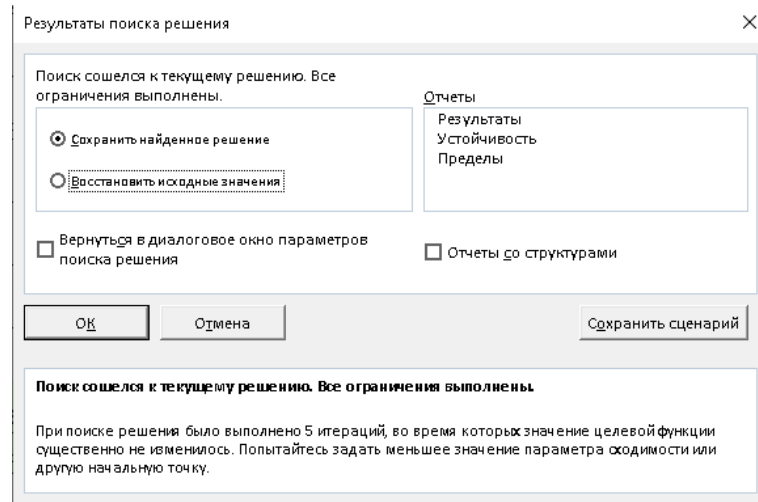 Результаты поиска решения
Поиск сошелся к текущему решению. Все
ограничения выполнены.
Сохранить найденное решение
Восстановить исходные значения
Отчеты
Результаты
Устойчивость
Пределы
Вернуться в диалоговое окно параметров
поиска решения
Отчеты со структурами
ОК
Отмена
Сохранить сценарий
Поиск сошелся к текущему решению. Все ограничения выполнены.
При поиске решения было выполнено 5 итераций, во время которых значение целевой функции
существенно не изменилось. Попытайтесь задать меньшее значение параметра сходимости или
другую начальную точку.